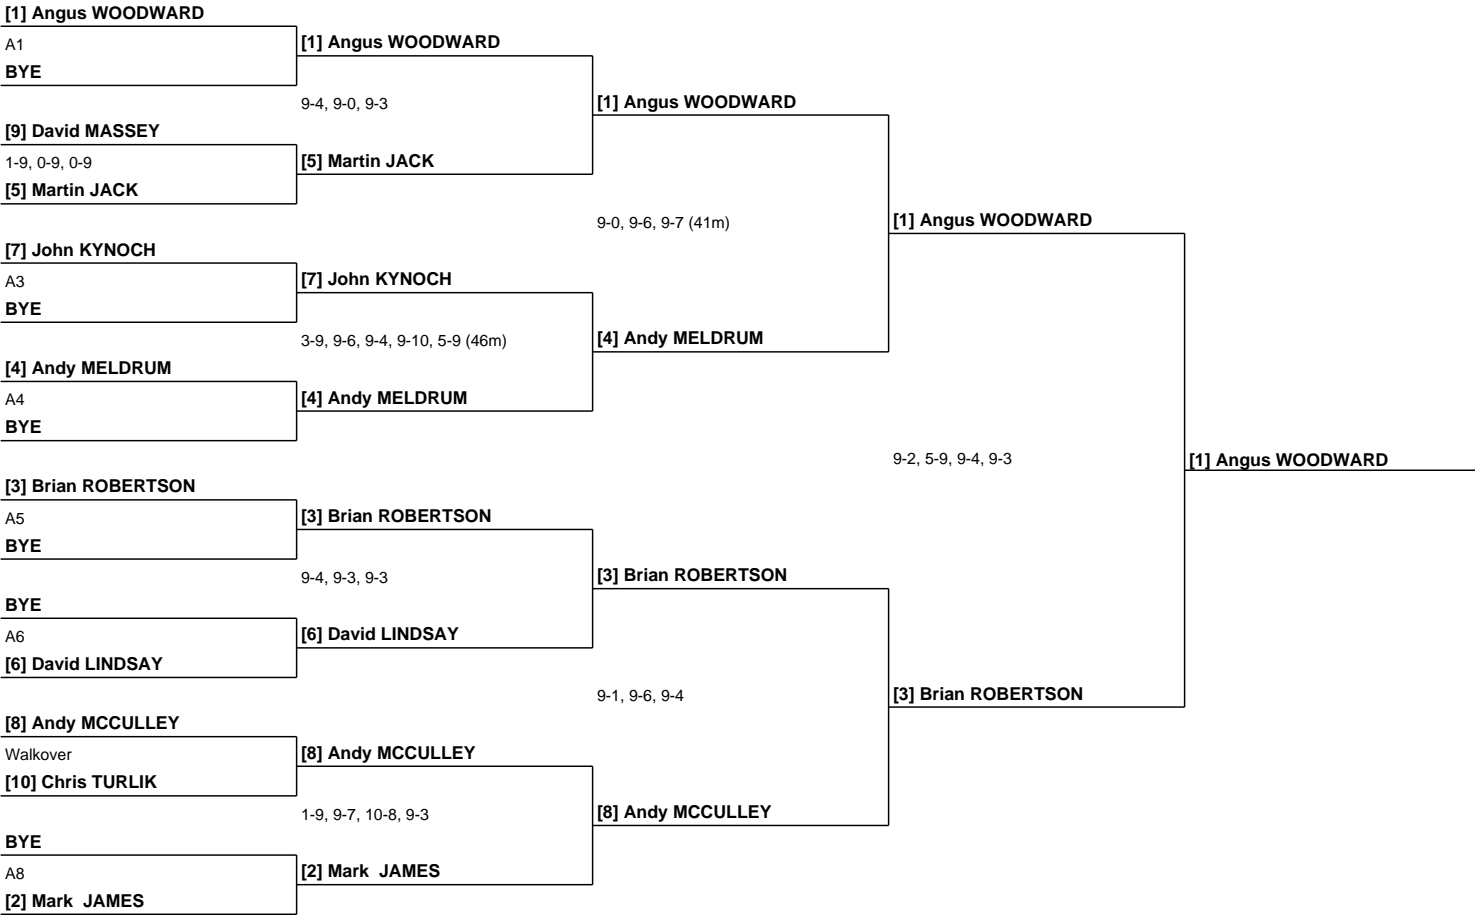 [1] Angus WOODWARD
A1
BYE
[9] David MASSEY
1-9, 0-9, 0-9
[5] Martin JACK
[7] John KYNOCH
A3
BYE
[4] Andy MELDRUM
A4
BYE
[3] Brian ROBERTSON
A5
BYE
BYE
A6
[6] David LINDSAY
[8] Andy MCCULLEY
Walkover
[10] Chris TURLIK
BYE
A8
[2] Mark  JAMES
[1] Angus WOODWARD
9-4, 9-0, 9-3
[5] Martin JACK
[7] John KYNOCH
3-9, 9-6, 9-4, 9-10, 5-9 (46m)
[4] Andy MELDRUM
[3] Brian ROBERTSON
9-4, 9-3, 9-3
[6] David LINDSAY
[8] Andy MCCULLEY
1-9, 9-7, 10-8, 9-3
[2] Mark  JAMES
[1] Angus WOODWARD
9-0, 9-6, 9-7 (41m)
[4] Andy MELDRUM
[3] Brian ROBERTSON
9-1, 9-6, 9-4
[8] Andy MCCULLEY
[1] Angus WOODWARD
9-2, 5-9, 9-4, 9-3
[3] Brian ROBERTSON
[1] Angus WOODWARD